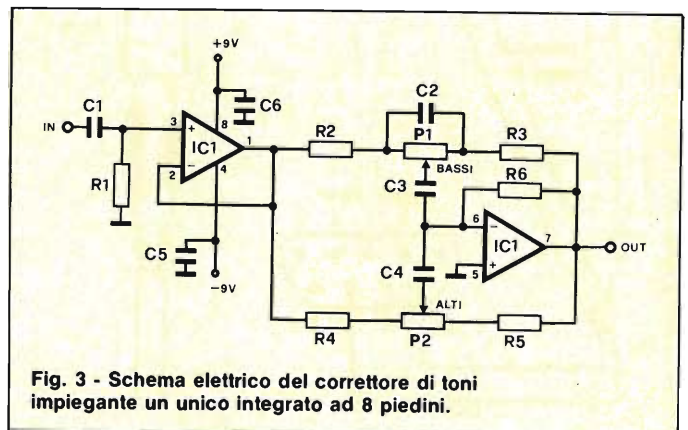 +9V
C6
C2
C1
IN
3
+
8
IC1
1
R2
P1
R3
2
-
4
BASSI
R1
C3
R6
6
-
IC1
7
OUT
+
5
C5
C4
-9V
ALTI
R4
P2
R5
Fig. 3 - Schema elettrico del correttore di toni
impiegante un unico integrato ad 8 piedini.